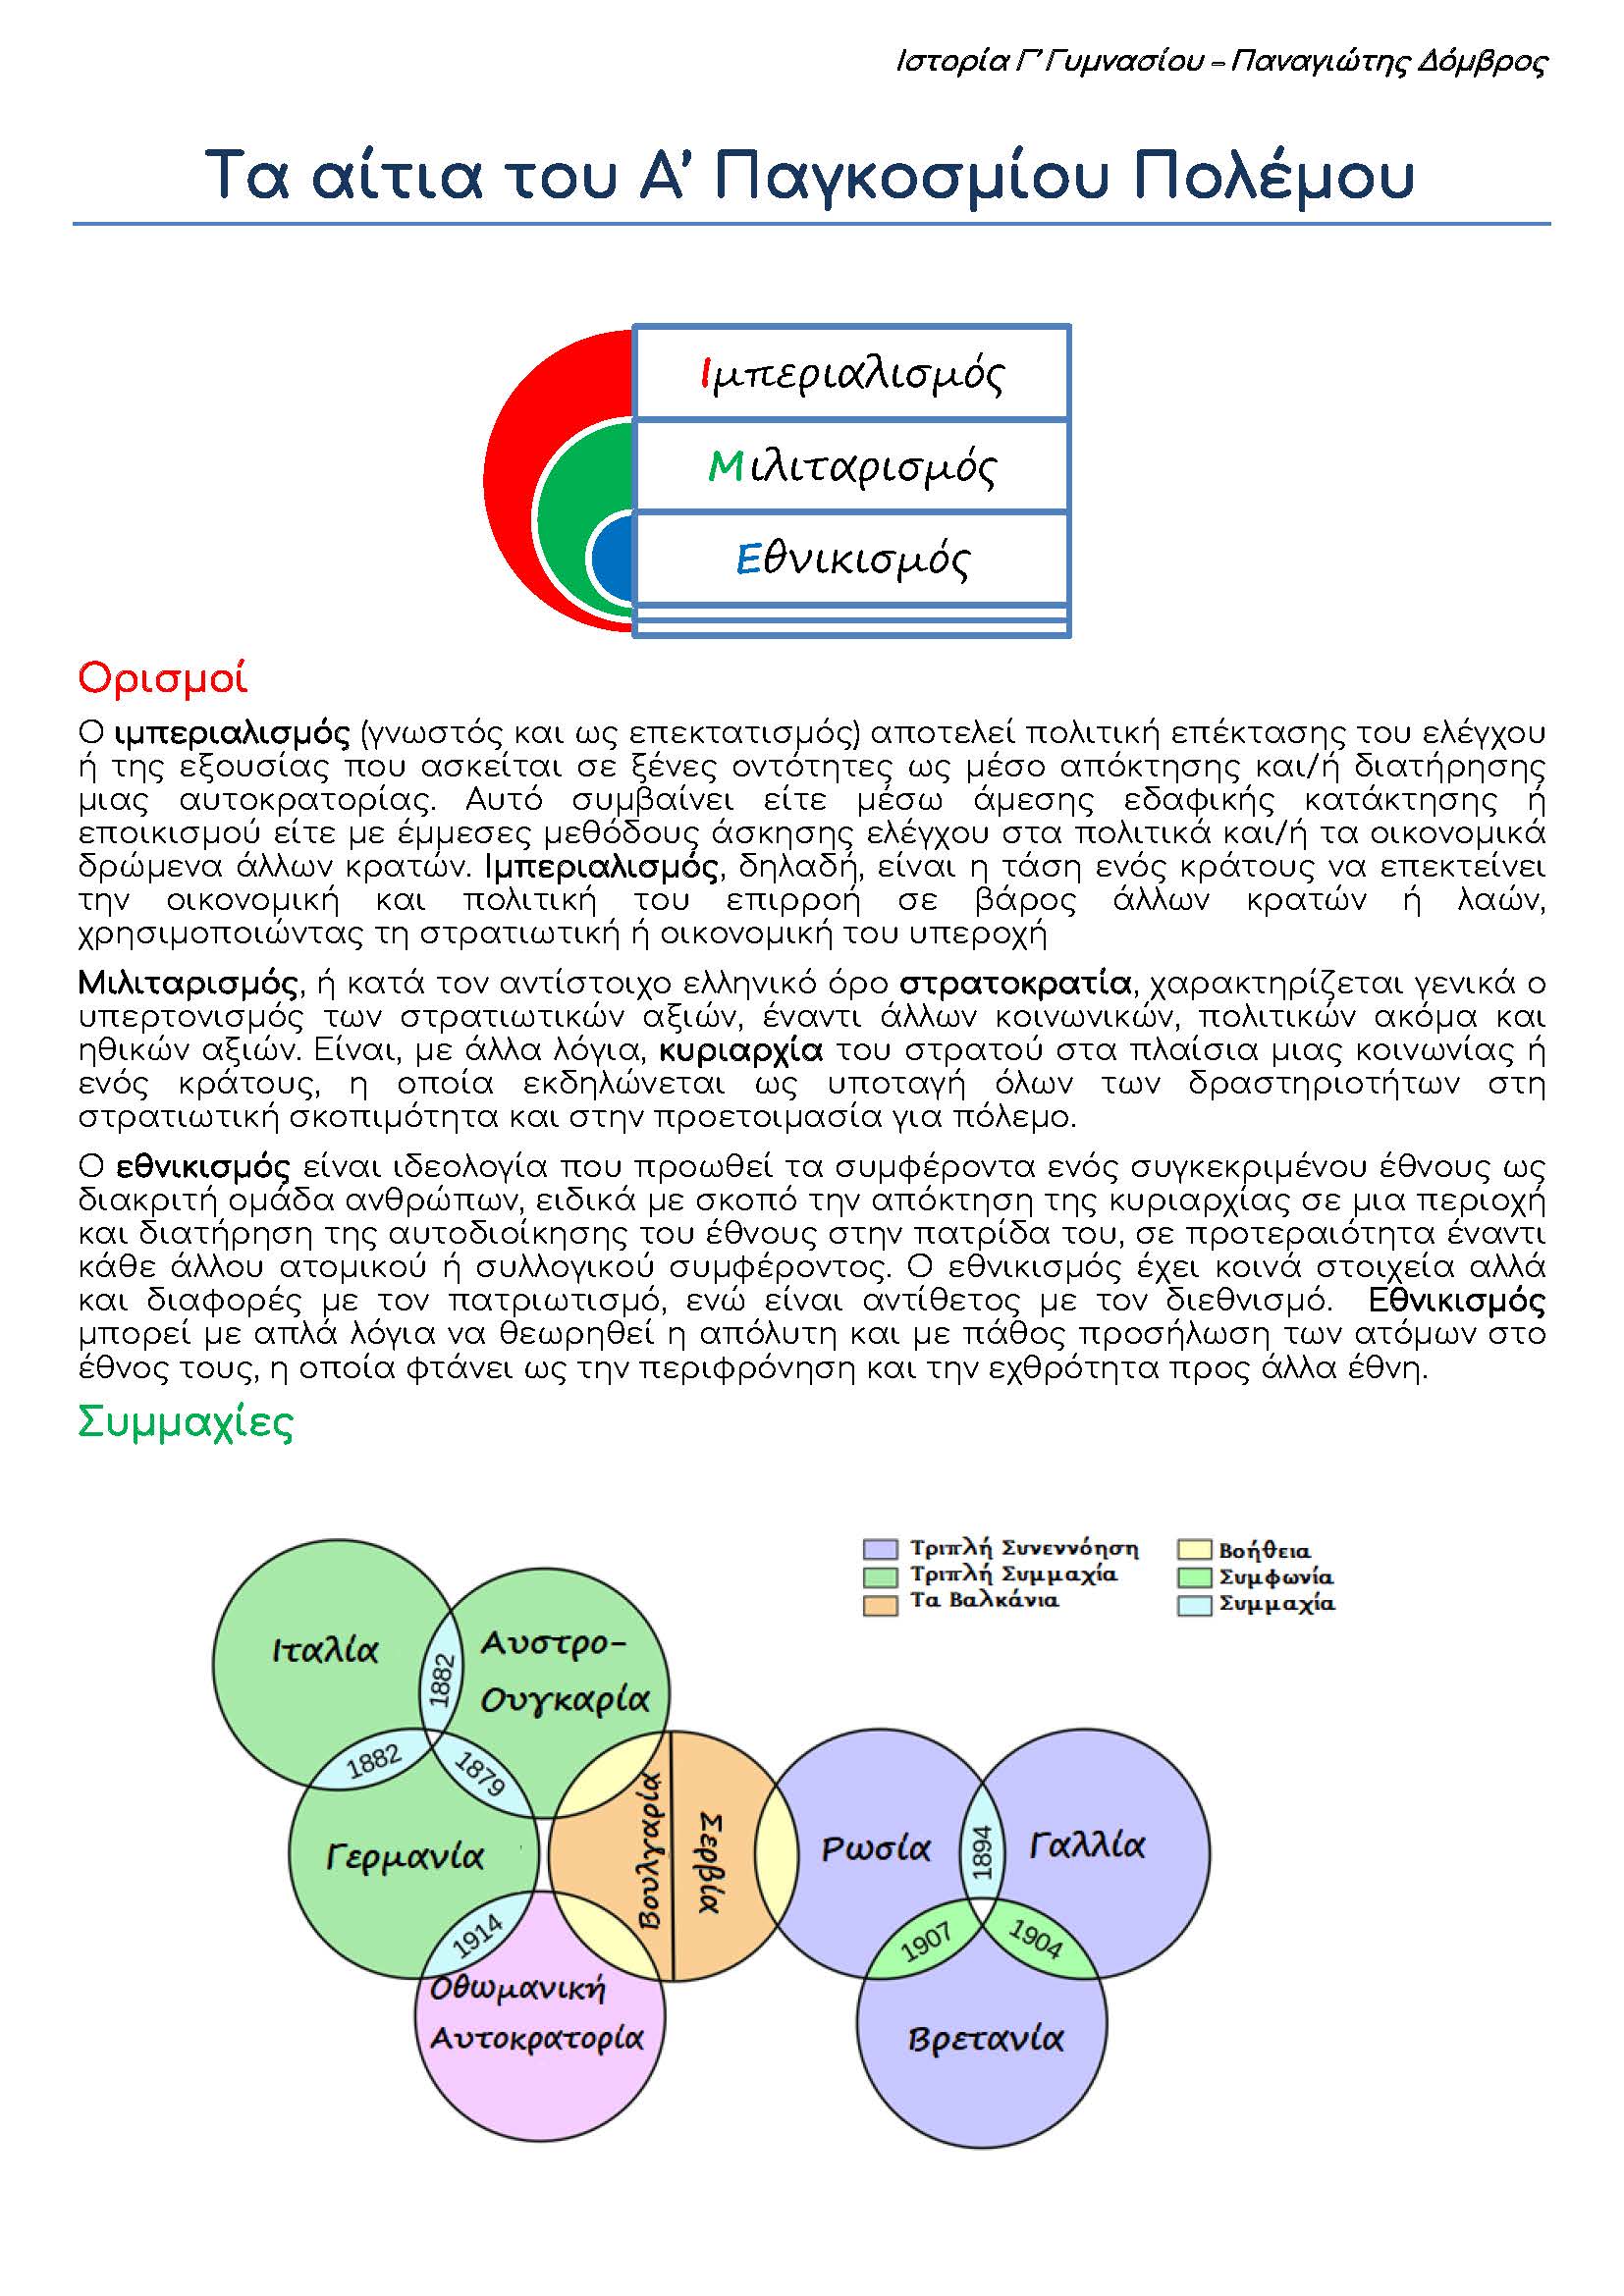 Ιστορία Γ’ Γυμνασίου – Παναγιώτης Δόμβρος
Τα αίτια του Α’ Παγκοσμίου Πολέμου
Ιμπεριαλισμός
Μιλιταρισμός
Εθνικισμός
Ορισμοί
Ο ιμπεριαλισμός (γνωστός και ως επεκτατισμός) αποτελεί πολιτική επέκτασης του ελέγχου
ή της εξουσίας που ασκείται σε ξένες οντότητες ως μέσο απόκτησης και/ή διατήρησης
μιας αυτοκρατορίας. Αυτό συμβαίνει είτε μέσω άμεσης εδαφικής κατάκτησης ή
εποικισμού είτε με έμμεσες μεθόδους άσκησης ελέγχου στα πολιτικά και/ή τα οικονομικά
δρώμενα άλλων κρατών. Ιμπεριαλισμός, δηλαδή, είναι η τάση ενός κράτους να επεκτείνει
την οικονομική και πολιτική του επιρροή σε βάρος άλλων κρατών ή λαών,
χρησιμοποιώντας τη στρατιωτική ή οικονομική του υπεροχή
Μιλιταρισμός, ή κατά τον αντίστοιχο ελληνικό όρο στρατοκρατία, χαρακτηρίζεται γενικά ο
υπερτονισμός των στρατιωτικών αξιών, έναντι άλλων κοινωνικών, πολιτικών ακόμα και
ηθικών αξιών. Είναι, με άλλα λόγια, κυριαρχία του στρατού στα πλαίσια μιας κοινωνίας ή
ενός κράτους, η οποία εκδηλώνεται ως υποταγή όλων των δραστηριοτήτων στη
στρατιωτική σκοπιμότητα και στην προετοιμασία για πόλεμο.
Ο εθνικισμός είναι ιδεολογία που προωθεί τα συμφέροντα ενός συγκεκριμένου έθνους ως
διακριτή ομάδα ανθρώπων, ειδικά με σκοπό την απόκτηση της κυριαρχίας σε μια περιοχή
και διατήρηση της αυτοδιοίκησης του έθνους στην πατρίδα του, σε προτεραιότητα έναντι
κάθε άλλου ατομικού ή συλλογικού συμφέροντος. Ο εθνικισμός έχει κοινά στοιχεία αλλά
και διαφορές με τον πατριωτισμό, ενώ είναι αντίθετος με τον διεθνισμό. Εθνικισμός
μπορεί με απλά λόγια να θεωρηθεί η απόλυτη και με πάθος προσήλωση των ατόμων στο
έθνος τους, η οποία φτάνει ως την περιφρόνηση και την εχθρότητα προς άλλα έθνη.
Συμμαχίες
Τριπλή Συνεννόηση
Τριπλή Συμμαχία
Τα Βαλκάνια
Βοήθεια
Συμφωνία
Συμμαχία
Ιταλία
1882
Αυστρο-
Ουγκαρία
1882
1879
Γερμανία
Βουλγαρία
Σερβία
Ρωσία
1894
Γαλλία
1914
1907
1904
Οθωμανική
Αυτοκρατορία
Βρετανία